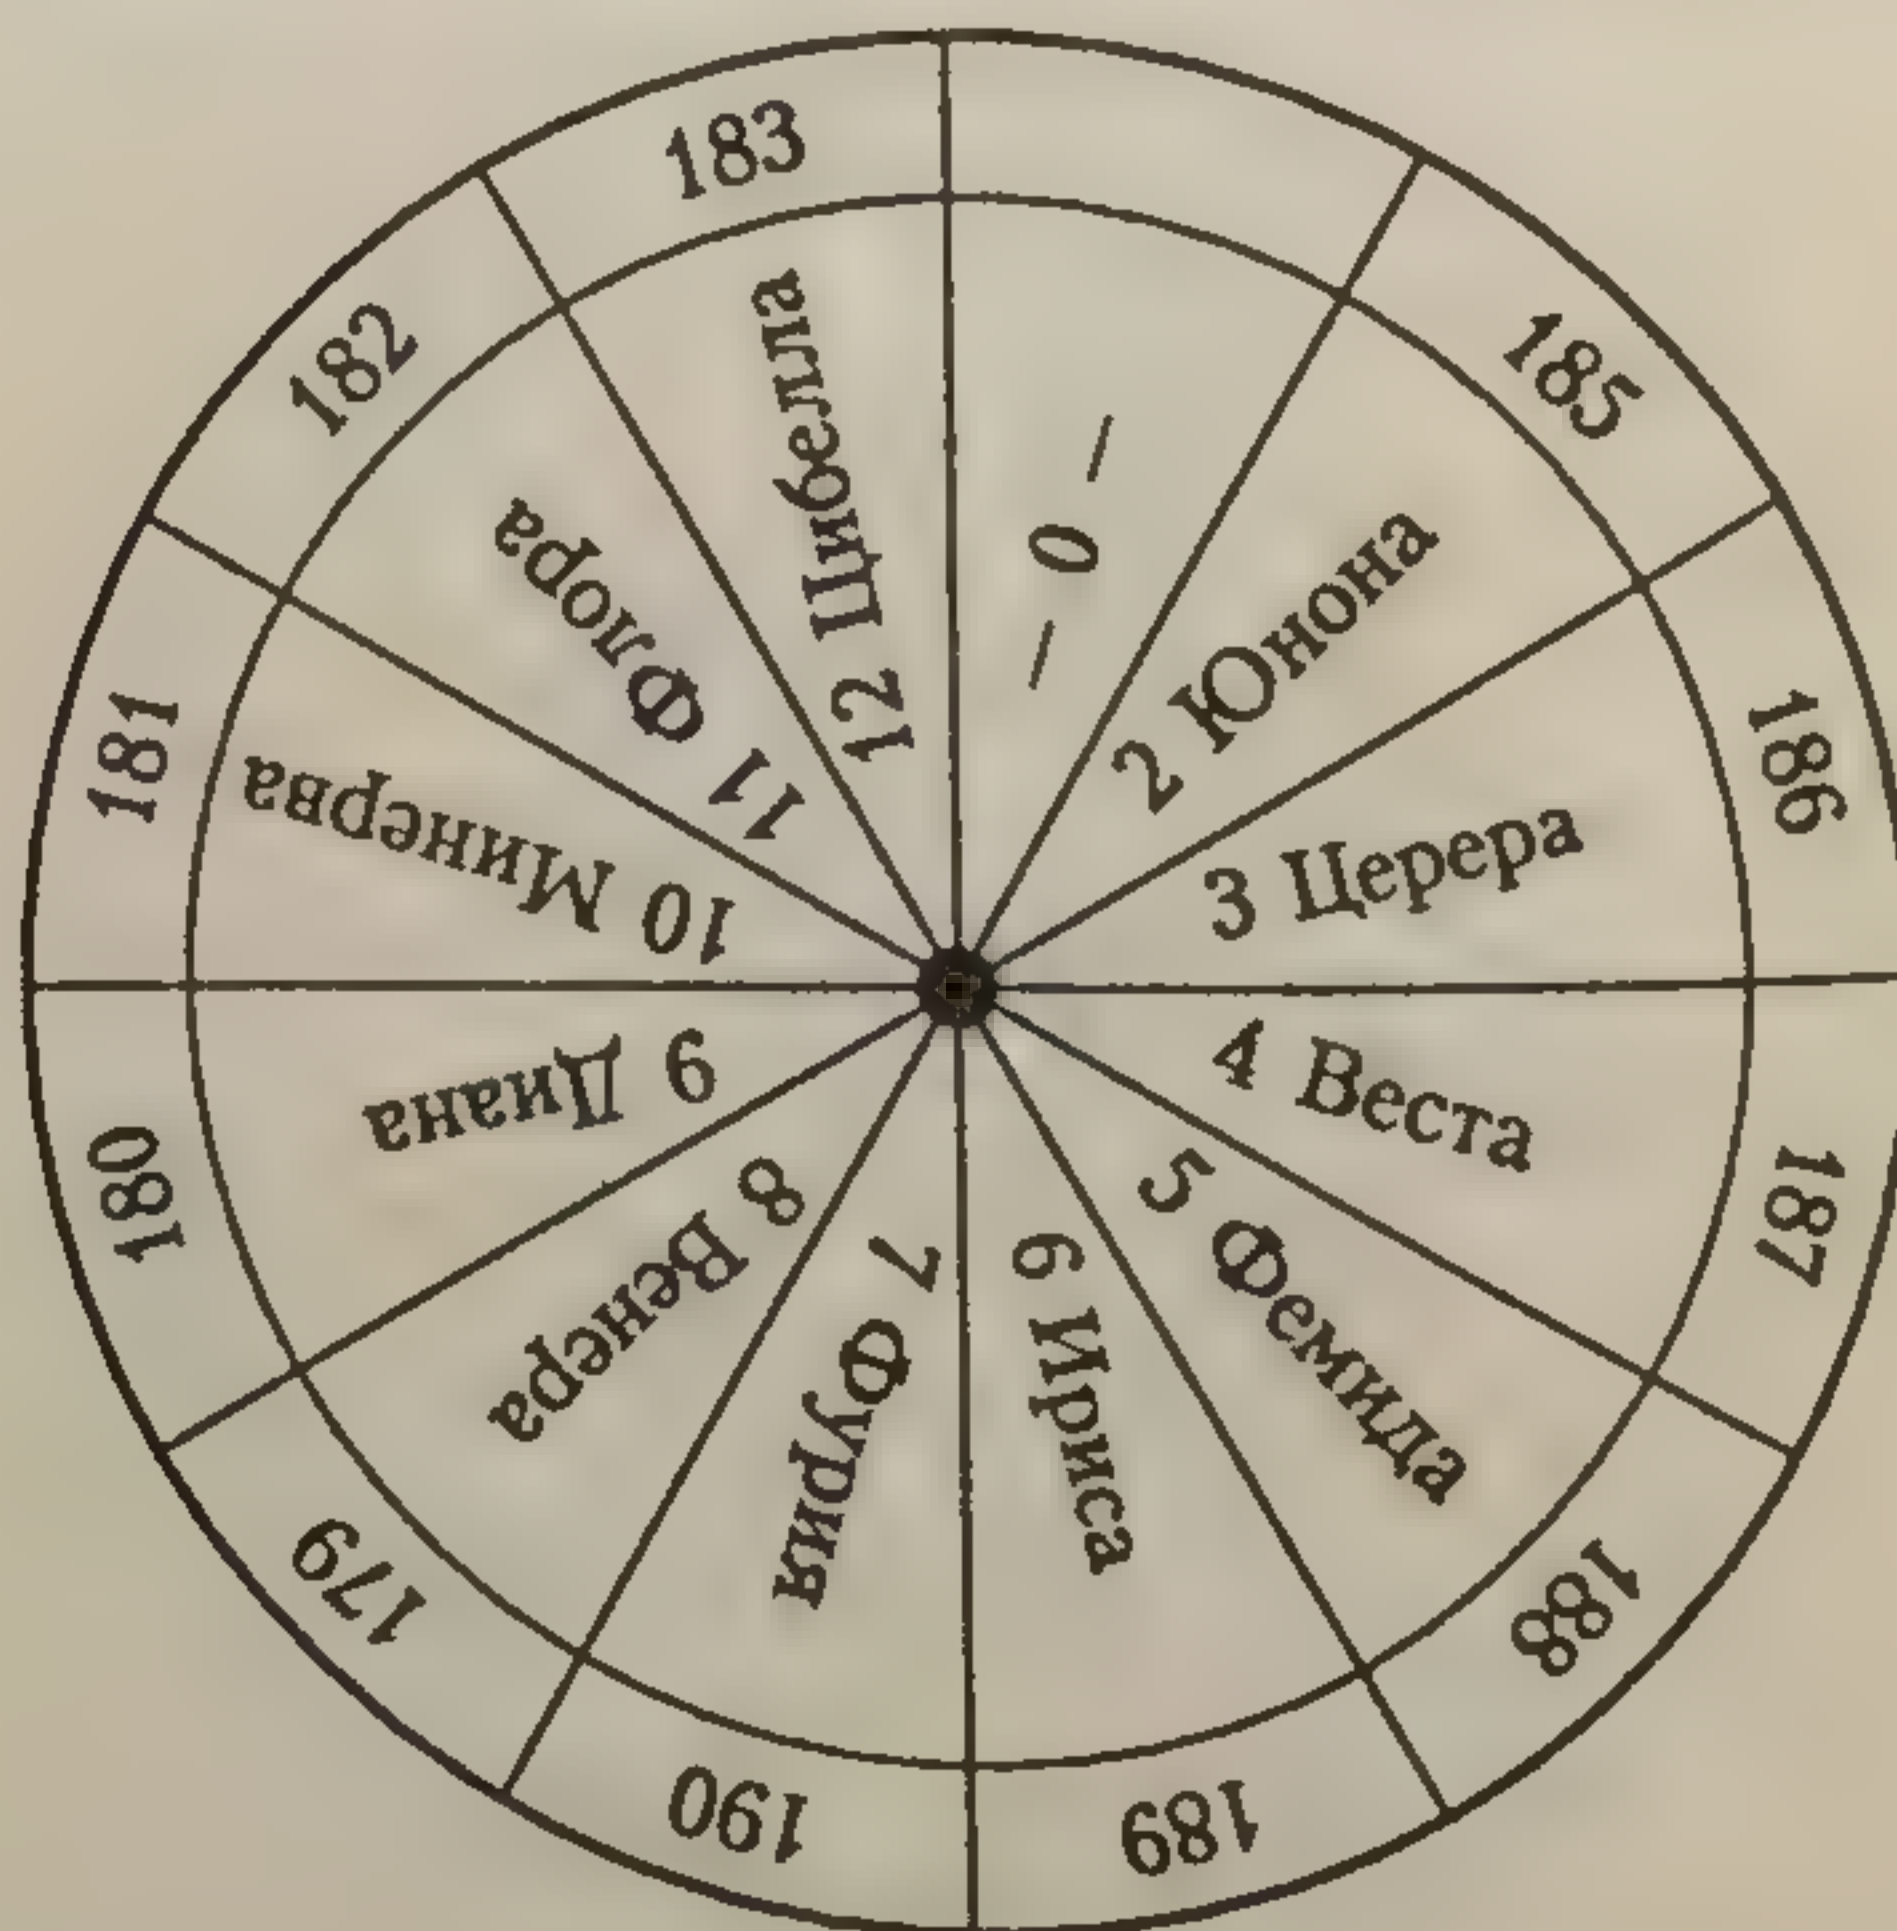 183
185
186
187
188
189
190
179
180
181
182
— 0 —
2 Юнона
3 Церера
4 Веста
5 Фемида
6 Ириса
7 Фурия
8 Венера
9 Диана
10 Минерва
11 Флора
12 Цибелла